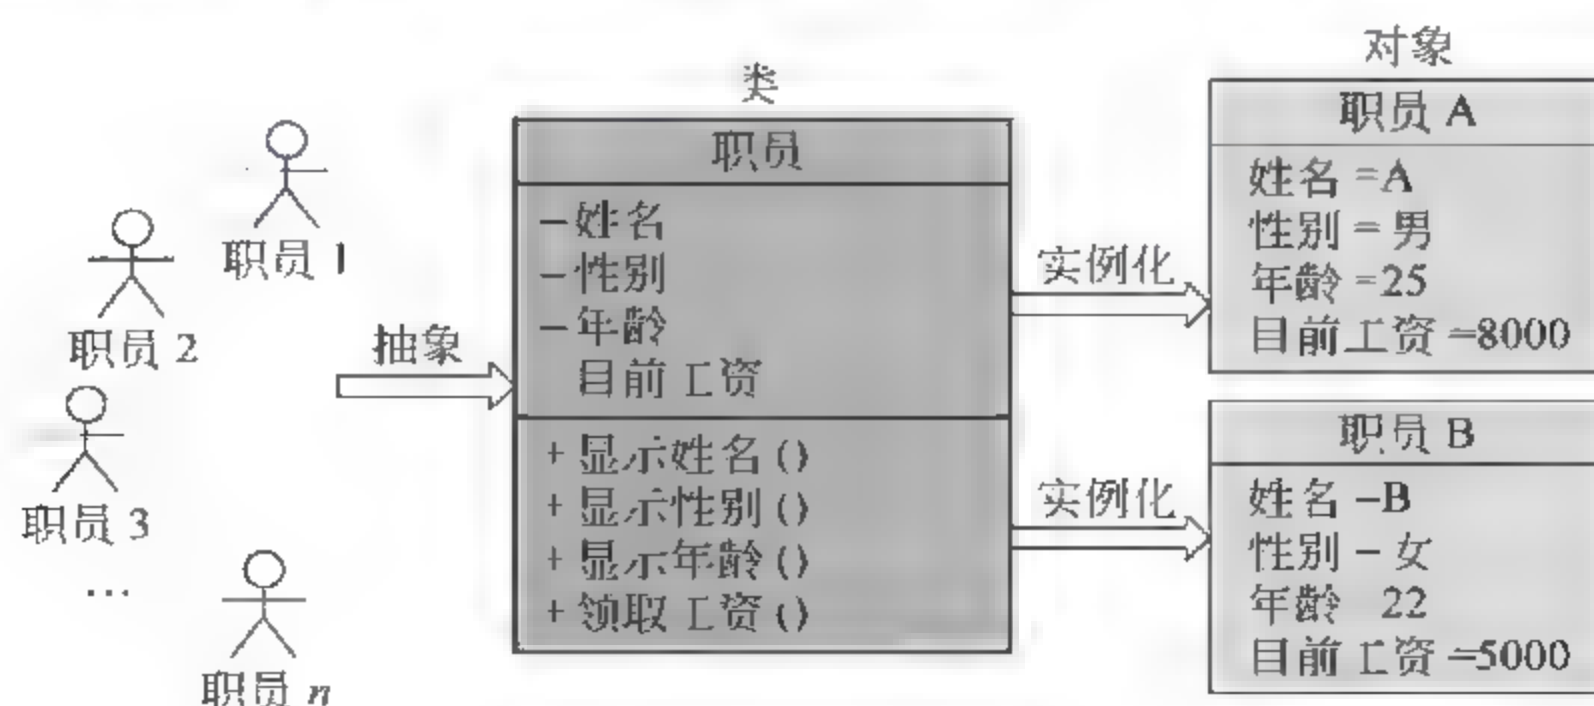 职员 1
职员 2
职员 3
…
职员 n
抽象
类
职员
－姓名
－性别
－年龄
目前工资
+ 显示姓名 ()
+ 显示性别 ()
+ 显示年龄 ()
+ 领取工资 ()
实例化
实例化
对象
职员 A
姓名 =A
性别 = 男
年龄 =25
目前工资 =8000
职员 B
姓名 －B
性别 － 女
年龄 22
目前工资 =5000